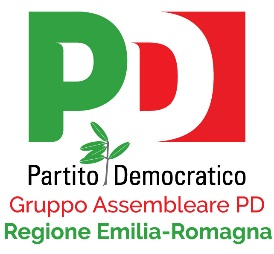 PD
Partito Democratico
Gruppo Assembleare PD
Regione Emilia-Romagna